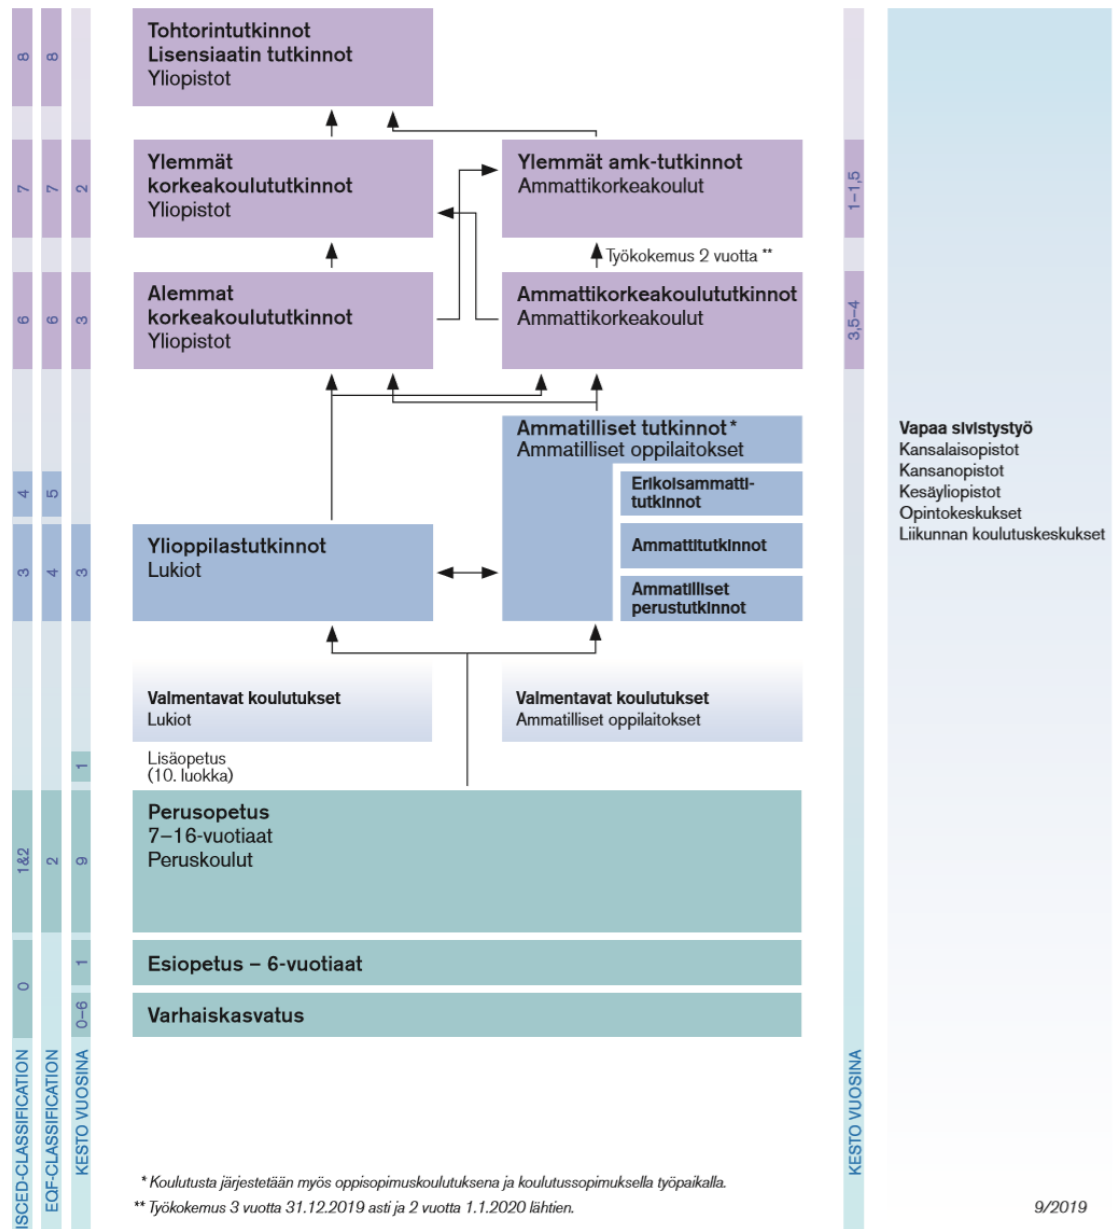 8
8
Tohtorintutkinnot
Lisensiaatin tutkinnot
Yliopistot
7
7
2
Ylemmät
korkeakoulututkinnot
Yliopistot
Ylemmät amk-tutkinnot
Ammattikorkeakoulut
1–1,5
Työkokemus 2 vuotta **
6
6
3
Alemmat
korkeakoulututkinnot
Yliopistot
Ammattikorkeakoulututkinnot
Ammattikorkeakoulut
3,5–4
Ammatilliset tutkinnot *
Ammatilliset oppilaitokset
4
5
Erikoisammatti-
tutkinnot
3
4
3
Ylioppilastutkinnot
Lukiot
Ammattitutkinnot
Ammatilliset
perustutkinnot
Valmentavat koulutukset
Lukiot
Valmentavat koulutukset
Ammatilliset oppilaitokset
1
Lisäopetus
(10. luokka)
1&2
2
9
Perusopetus
7–16-vuotiaat
Peruskoulut
0
1
Esiopetus – 6-vuotiaat
0–6
Varhaiskasvatus
ISCED-CLASSIFICATION
EQF-CLASSIFICATION
KESTO VUOSINA
KESTO VUOSINA
Vapaa sivistystyö
Kansalaisopistot
Kansanopistot
Kesäyliopistot
Opintokeskukset
Liikunnan koulutuskeskukset
* Koulutusta järjestetään myös oppisopimuskoulutuksena ja koulutussopimuksella työpaikalla.
** Työkokemus 3 vuotta 31.12.2019 asti ja 2 vuotta 1.1.2020 lähtien.
9/2019